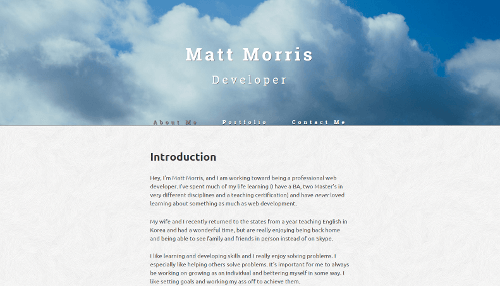 Matt Morris
Developer
About Me Portfolio Contact Me
Introduction
Hey, I'm Matt Morris, and I am working toward being a professional web
developer. I've spent much of my life learning (I have a BA, two Master's in
very different disciplines and a teaching certification) and have never loved
learning about something as much as web development.
My wife and I recently returned to the states from a year teaching English in
Korea and had a wonderful time, but are really enjoying being back home
and being able to see family and friends in person instead of on Skype.
I like learning and developing skills and I really enjoy solving problems. I
especially like helping others solve problems. It's important for me to always
be working on growing as an individual and bettering myself in some way. I
like setting goals and working my ass off to achieve them.